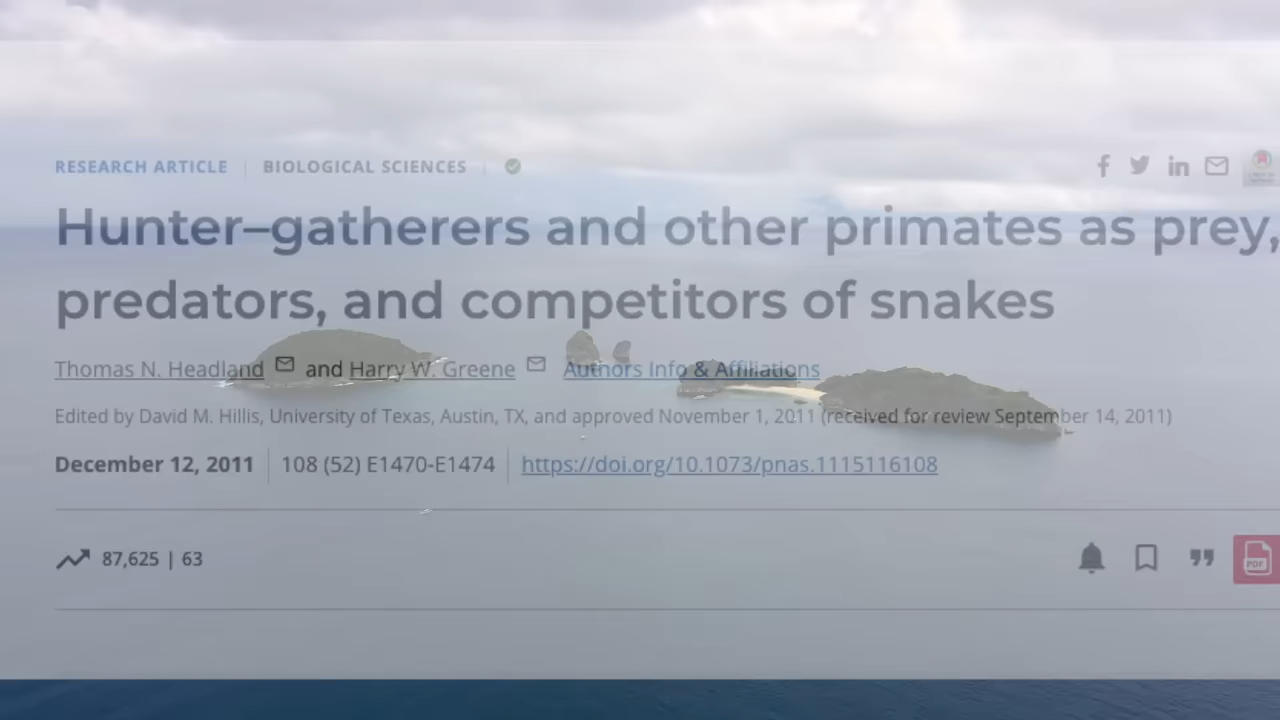 RESEARCH ARTICLE | BIOLOGICAL SCIENCES
Hunter–gatherers and other primates as prey,
predators, and competitors of snakes
Thomas N. Headland and Harry W. Greene Authors Info & Affiliations
Edited by David M. Hillis, University of Texas, Austin, TX, and approved November 1, 2011 (received for review September 14, 2011)
December 12, 2011 | 108 (52) E1470-E1474 | https://doi.org/10.1073/pnas.1115116108
87,625 | 63
PDF